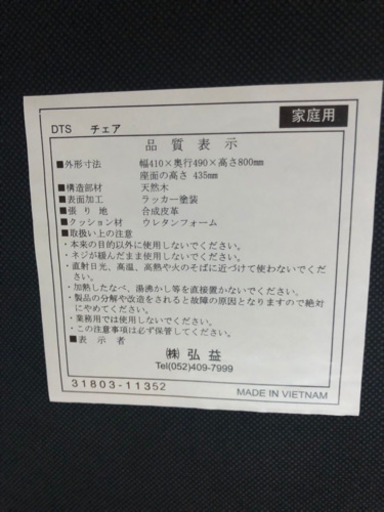 家庭用
DTS チェア
品質表示
■外形寸法 幅410×奥行490×高さ800mm
座面の高さ 435mm
■構造部材 天然木
■表面加工 ラッカー塗装
■張り地 合成皮革
■クッション材 ウレタンフォーム
■取扱い上の注意
・本来の目的以外に使用しないでください。
・ネジが緩んだまま使用しないでください。
・直射日光、高温、高熱や火のそばに近づけて使わないでくだ
さい。
・加熱したなべ、湯沸かし等を直接置かないでください。
・製品の分解や改造をされると故障の原因となりますので絶対
にやめてください。
・業務用では使用しないでください。
・この注意事項は必ず保管してください。
■表示者
㈱ 弘益
Tel(052)409-7999
31803-11352
MADE IN VIETNAM